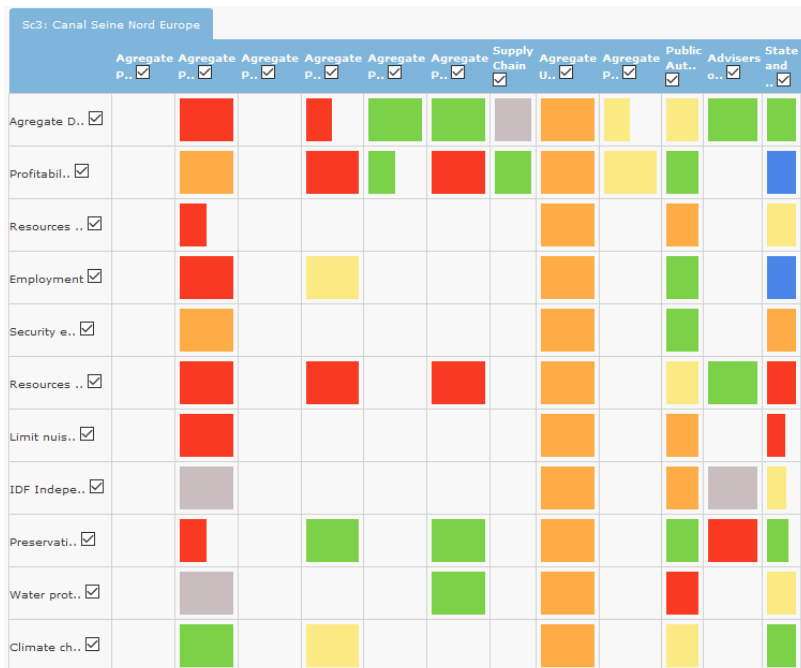 Sc3: Canal Seine Nord Europe
Agregate P..
Agregate P..
Agregate P..
Agregate P..
Agregate P..
Agregate P..
Supply Chain
Agregate U..
Agregate P..
Public Aut..
Advisers o..
State and ..
Agregate D..
Profitabil..
Resources ..
Employment
Security e..
Resources ..
Limit nuis..
IDF Indepe..
Preservati..
Water prot..
Climate ch..